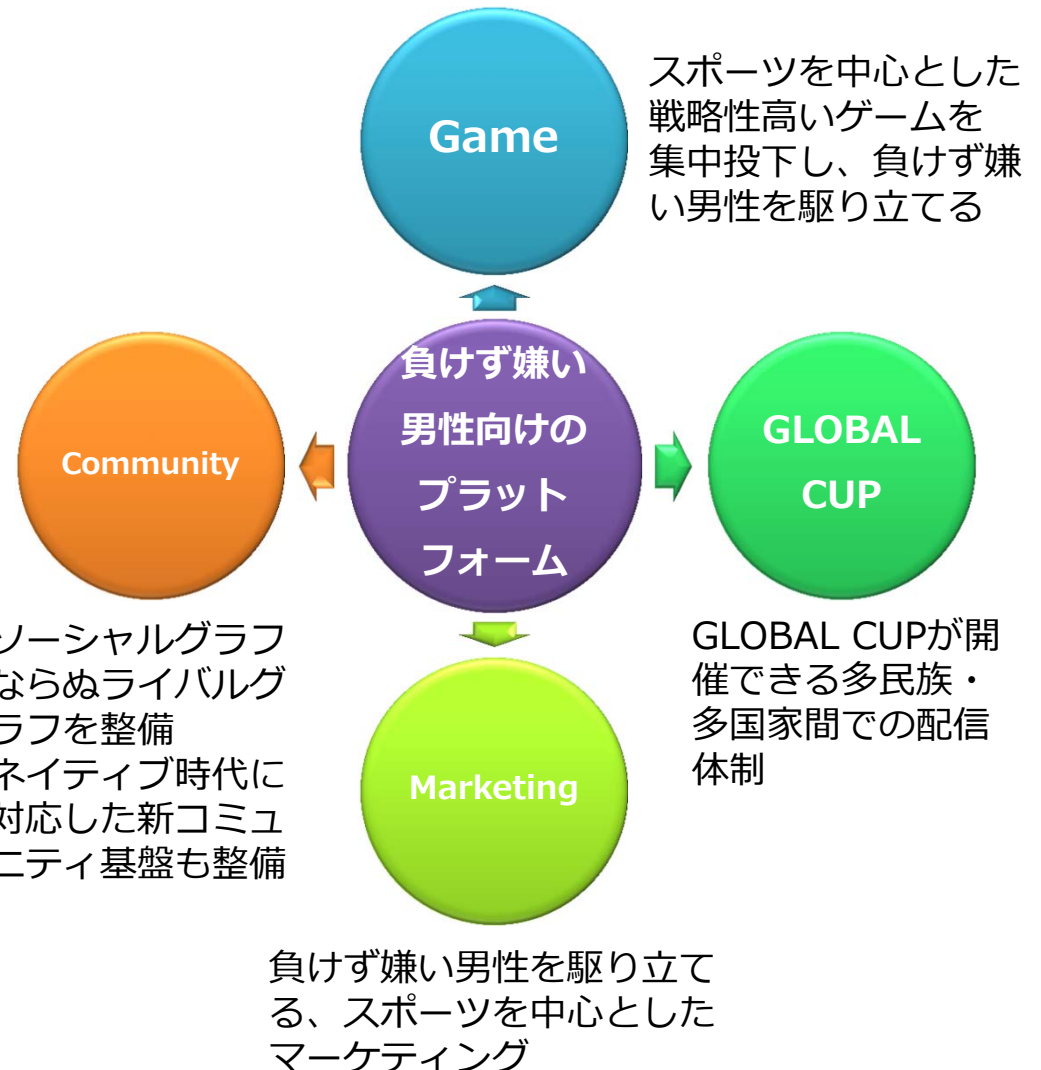 Game
スポーツを中心とした
戦略性高いゲームを
集中投下し、負けず嫌
い男性を駆り立てる
Community
負けず嫌い
男性向けの
プラット
フォーム
GLOBAL
CUP
ソーシャルグラフ
ならぬライバルグ
ラフを整備
ネイティブ時代に
対応した新コミュ
ニティ基盤も整備
GLOBAL CUPが開
催できる多民族・
多国家間での配信
体制
Marketing
負けず嫌い男性を駆り立て
る、スポーツを中心とした
マーケティング